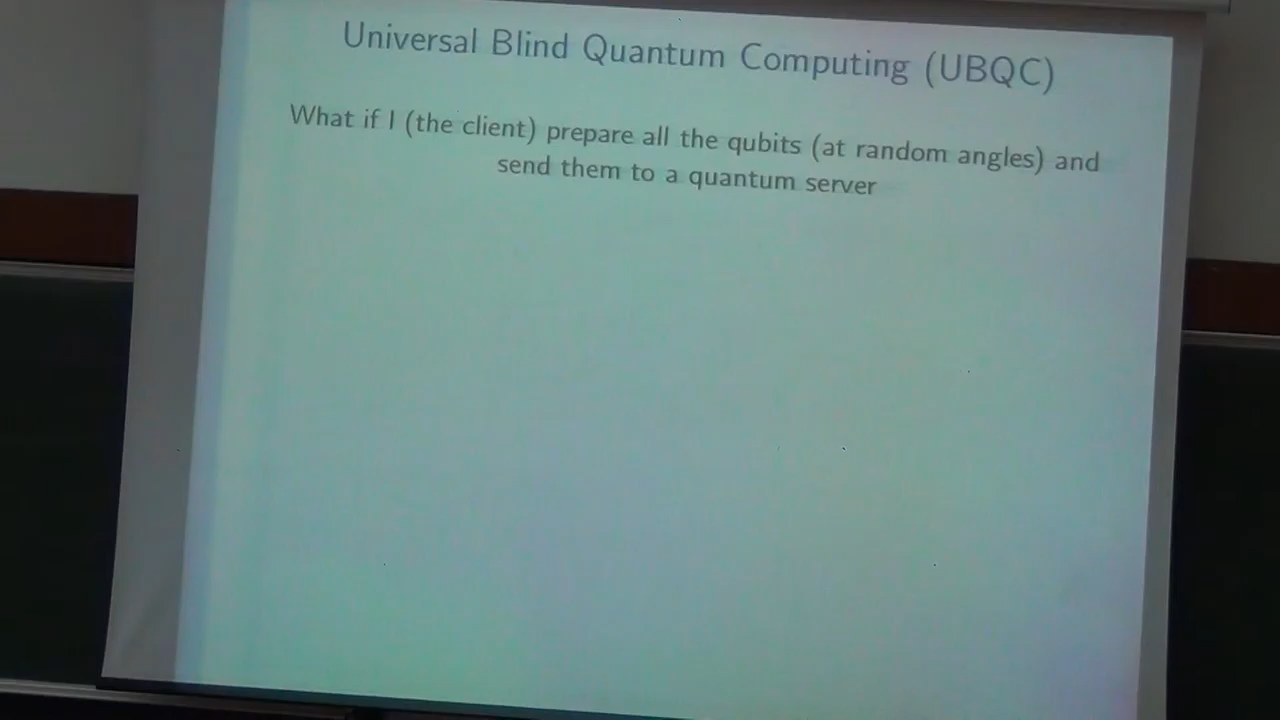 Universal Blind Quantum Computing (UBQC)
What if I (the client) prepare all the qubits (at random angles) and
send them to a quantum server